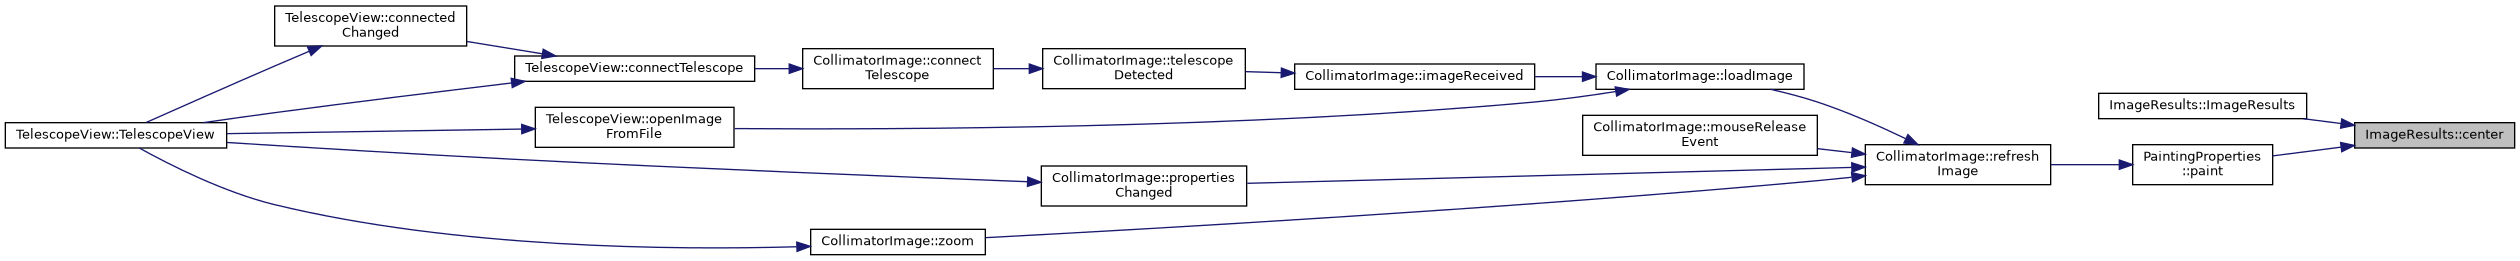 TelescopeView::connected
Changed
TelescopeView::connectTelescope
CollimatorImage::connect
Telescope
CollimatorImage::telescope
Detected
CollimatorImage::imageReceived
CollimatorImage::loadImage
ImageResults::ImageResults
TelescopeView::TelescopeView
TelescopeView::openImage
FromFile
CollimatorImage::mouseRelease
Event
ImageResults::center
CollimatorImage::properties
Changed
CollimatorImage::refresh
Image
PaintingProperties
::paint
CollimatorImage::zoom